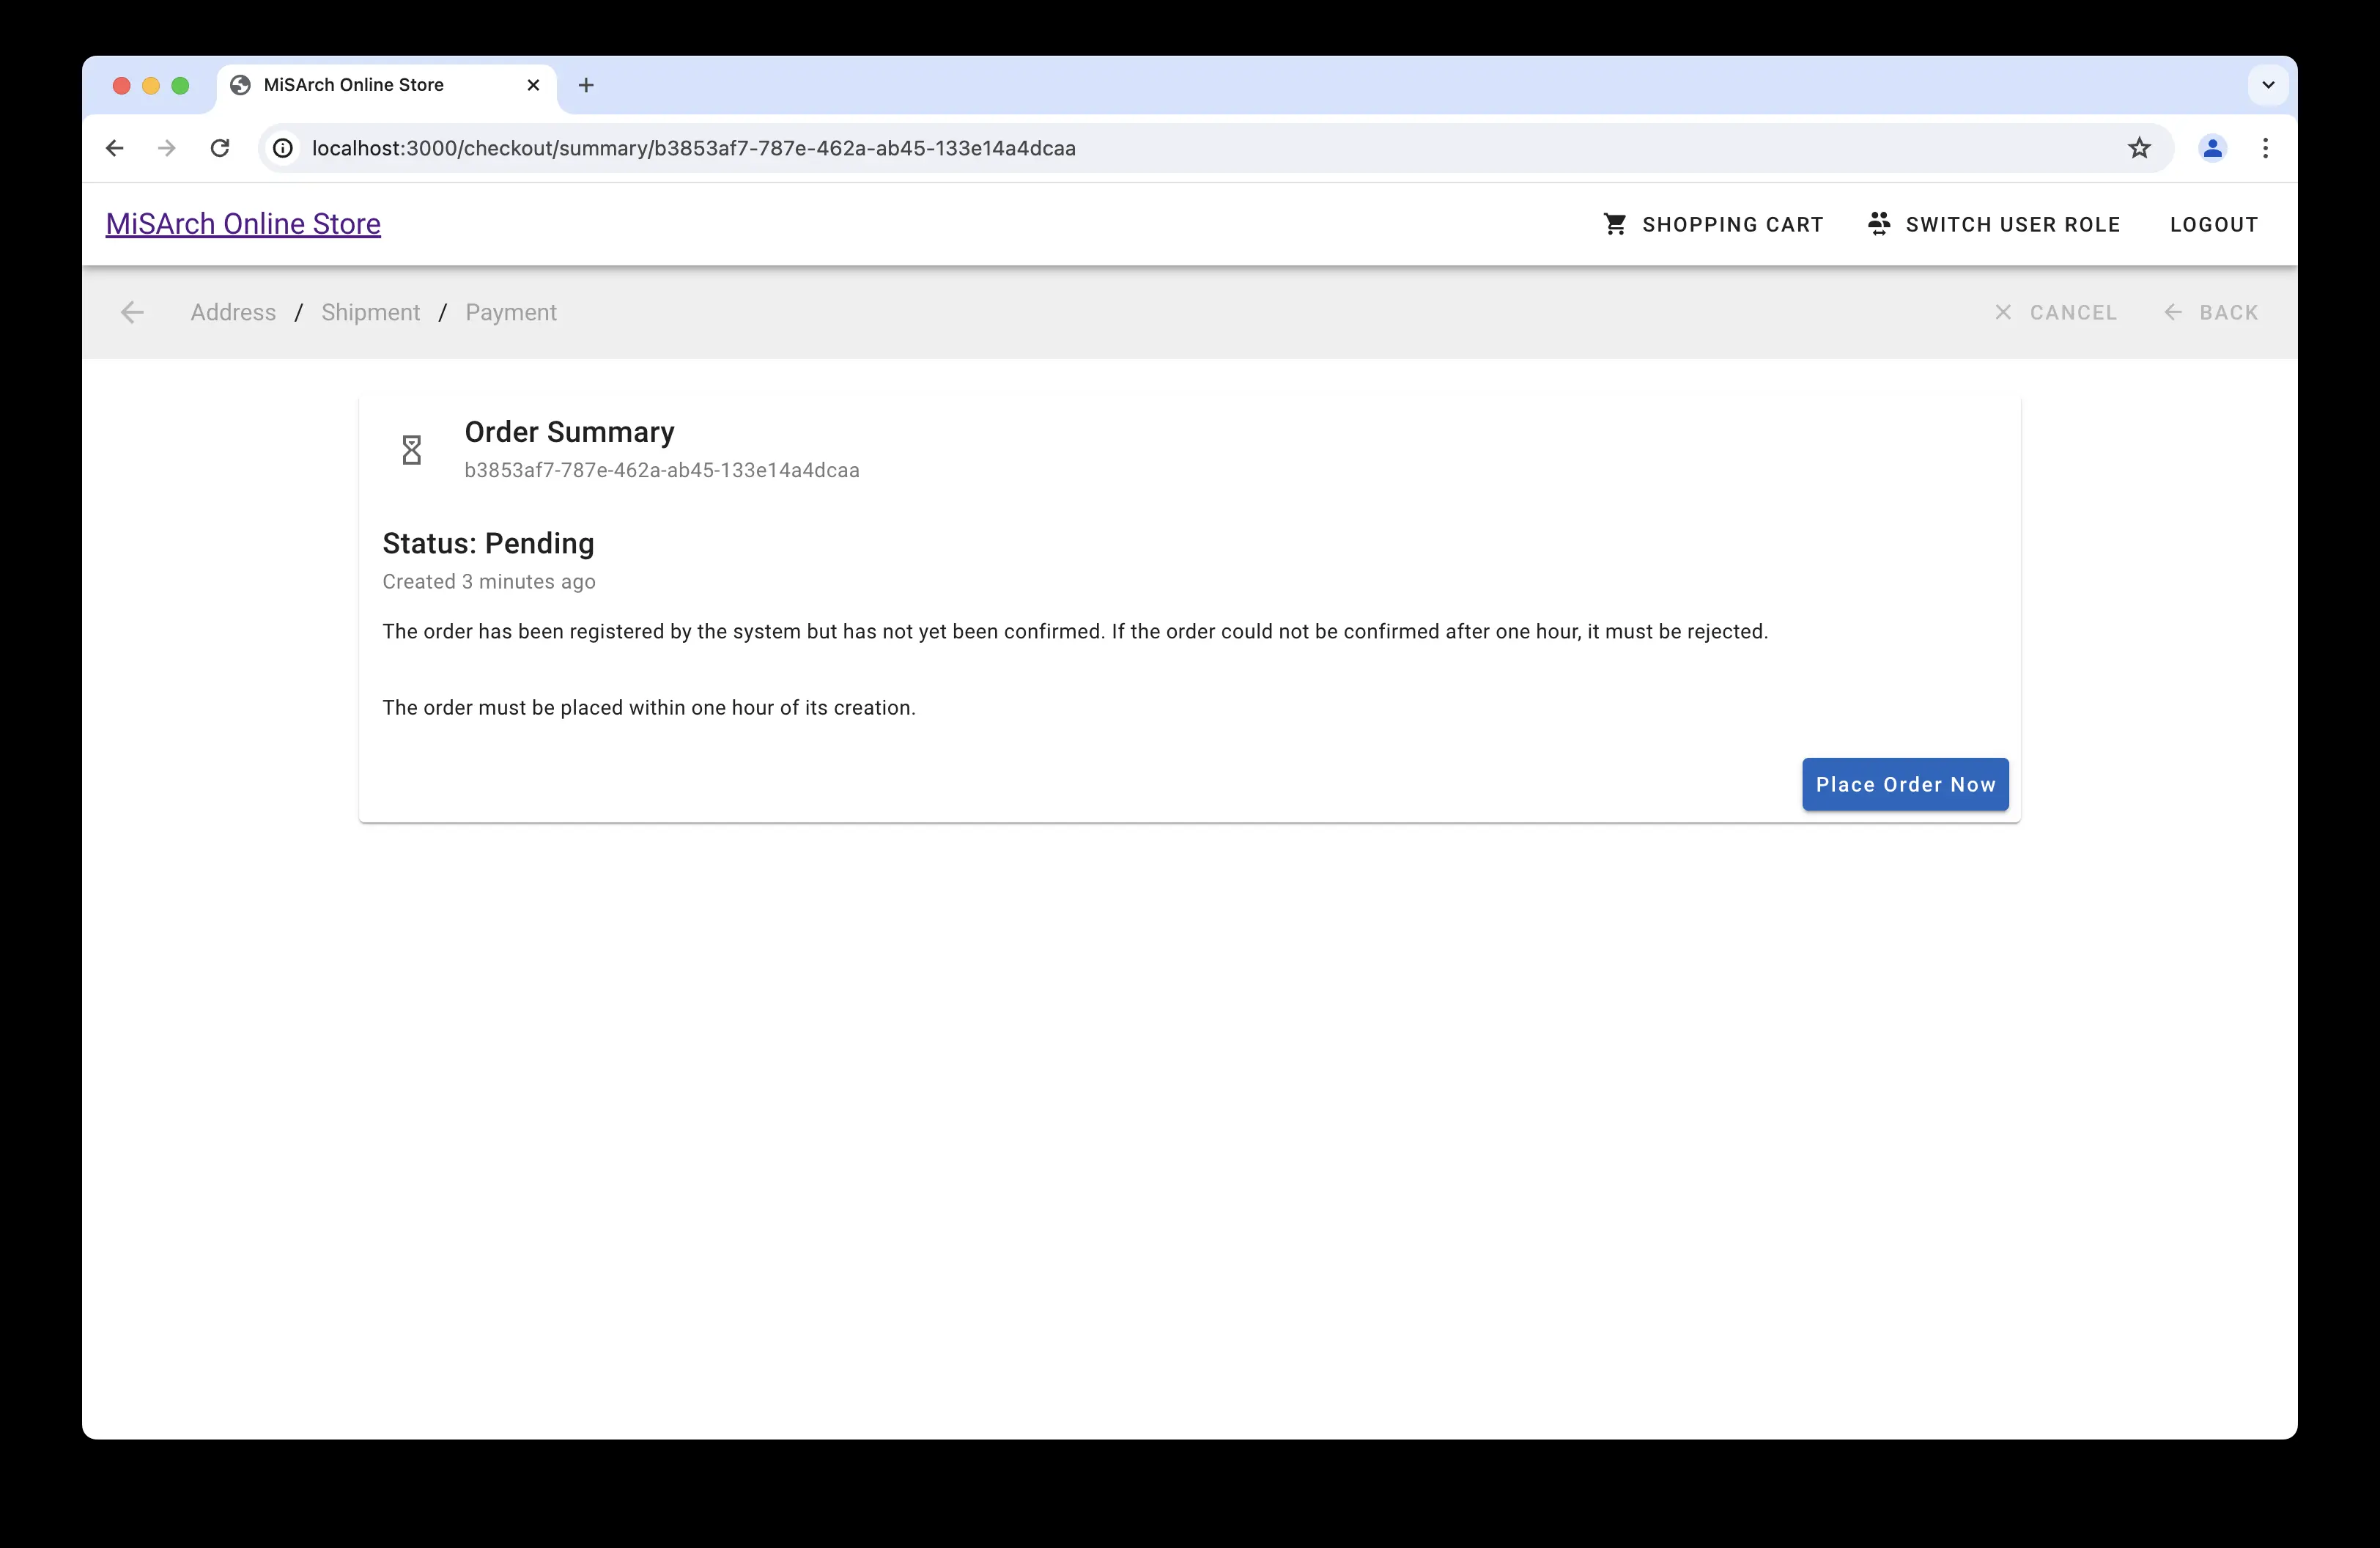 MiSArch Online Store
localhost:3000/checkout/summary/b3853af7-787e-462a-ab45-133e14a4dcaa
MiSArch Online Store
SHOPPING CART
SWITCH USER ROLE
LOGOUT
Address / Shipment / Payment
CANCEL
BACK
Order Summary
b3853af7-787e-462a-ab45-133e14a4dcaa
Status: Pending
Created 3 minutes ago
The order has been registered by the system but has not yet been confirmed. If the order could not be confirmed after one hour, it must be rejected.
The order must be placed within one hour of its creation.
Place Order Now